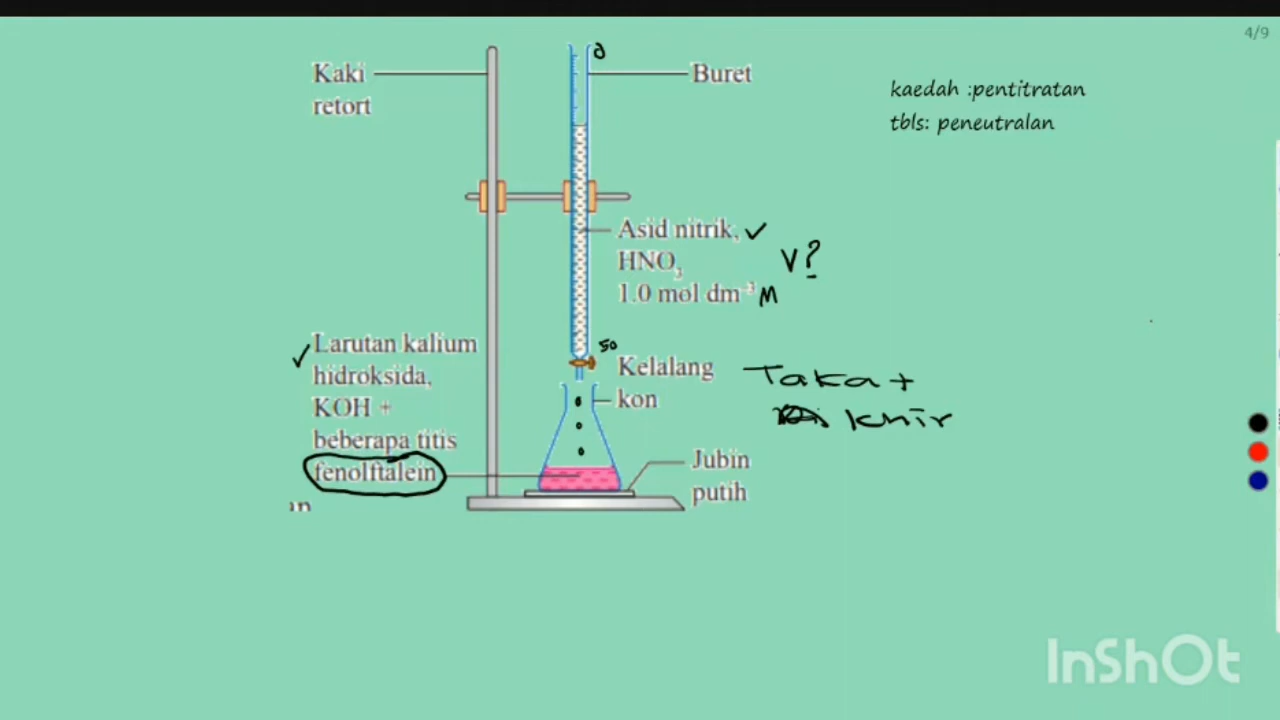 4/9
Kaki
retort
Buret
kaedah :pentitratan
tbls: peneutralan
Asid nitrik,
HNO₃
1.0 mol dm⁻³ M
V?
0
50
Larutan kalium
hidroksida,
KOH +
beberapa titis
fenolftalein
Kelalang
kon
Takat
khir
Jubin
putih
InShOt